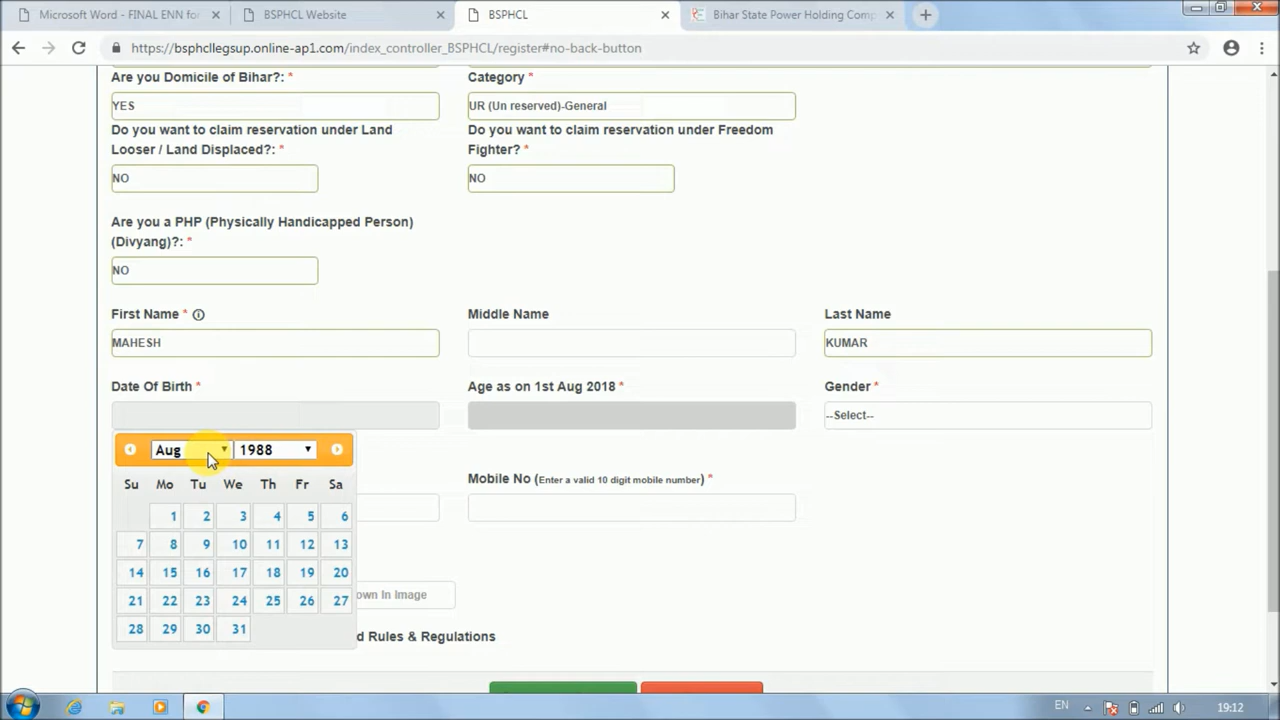 Microsoft Word - FINAL ENN for
BSPHCL Website
BSPHCL
Bihar State Power Holding Comp
https://bsphcllegsup.online-ap1.com/index_controller_BSPHCL/register#no-back-button
Are you Domicile of Bihar?: *
Category *
YES
UR (Un reserved)-General
Do you want to claim reservation under Land
Looser / Land Displaced?: *
Do you want to claim reservation under Freedom
Fighter? *
NO
NO
Are you a PHP (Physically Handicapped Person)
(Divyang)?: *
NO
First Name *
Middle Name
Last Name
MAHESH
KUMAR
Date Of Birth *
Age as on 1st Aug 2018 *
Gender *
--Select--
Aug 1988
Su Mo Tu We Th Fr Sa
1 2 3 4 5 6
7 8 9 10 11 12 13
14 15 16 17 18 19 20
21 22 23 24 25 26 27
28 29 30 31
Mobile No (Enter a valid 10 digit mobile number) *
own In Image
d Rules & Regulations
EN
19:12